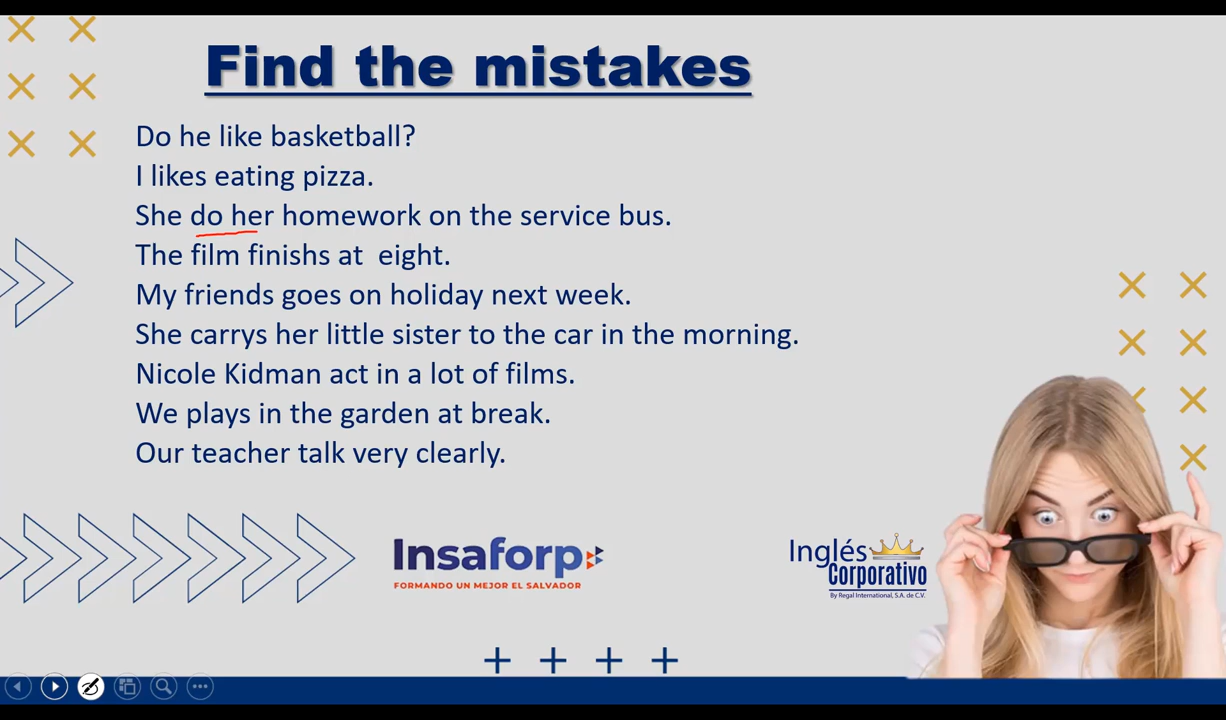 Find the mistakes
Do he like basketball?
I likes eating pizza.
She do her homework on the service bus.
The film finishs at  eight.
My friends goes on holiday next week.
She carrys her little sister to the car in the morning.
Nicole Kidman act in a lot of films.
We plays in the garden at break.
Our teacher talk very clearly.
Insaforp
FORMANDO UN MEJOR EL SALVADOR
Inglés
Corporativo
By Regal International, S.A. de C.V.